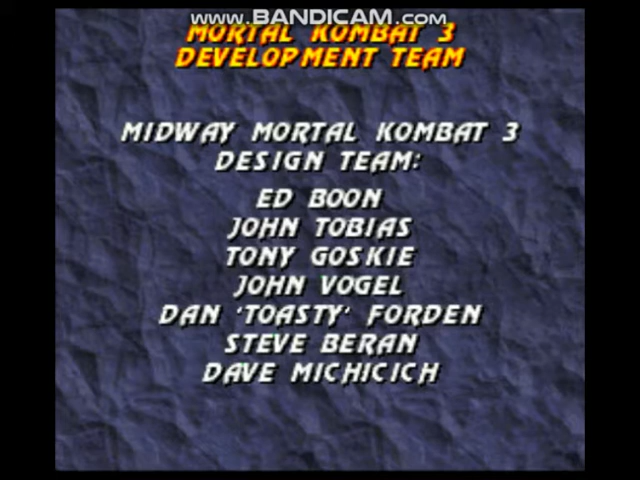 www.BANDICAM.com
MORTAL KOMBAT 3
DEVELOPMENT TEAM
MIDWAY MORTAL KOMBAT 3
DESIGN TEAM:
ED BOON
JOHN TOBIAS
TONY GOSKIE
JOHN VOGEL
DAN 'TOASTY' FORDEN
STEVE BERAN
DAVE MICHICICH